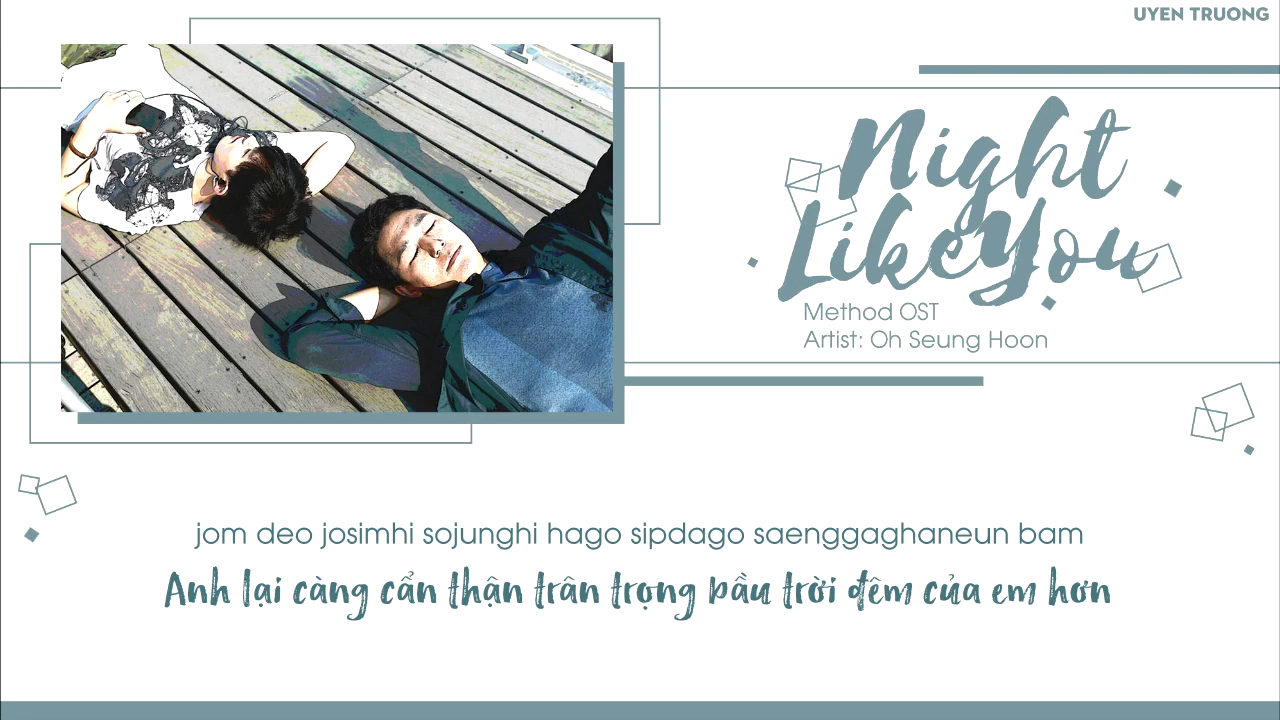 UYEN TRUONG
Night
Like You
Method OST
Artist: Oh Seung Hoon
jom deo josimhi sojunghi hago sipdago saenggaghaneun bam
Anh lại càng cẩn thận trân trọng bầu trời đêm của em hơn